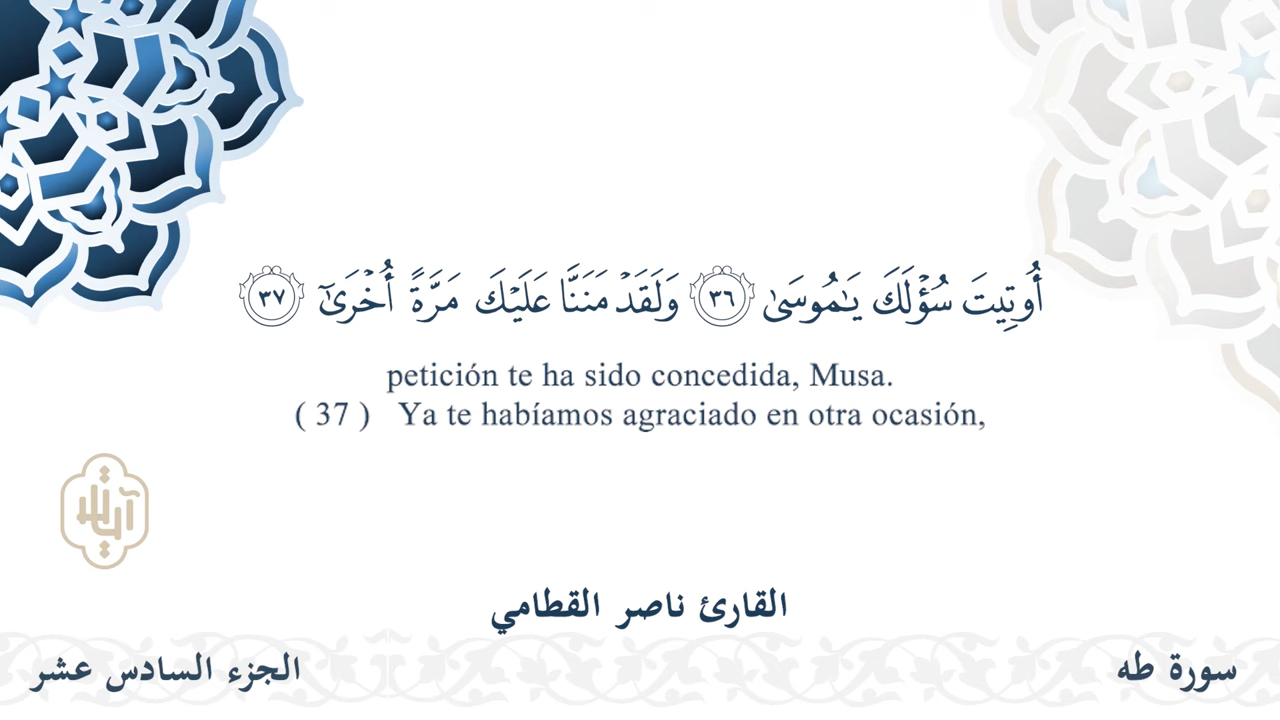 أُوتِيتَ سُؤۡلَكَ يَٰمُوسَىٰ ٣٦ وَلَقَدۡ مَنَنَّا عَلَيۡكَ مَرَّةً أُخۡرَىٰٓ ٣٧
petición te ha sido concedida, Musa.
( 37 ) Ya te habíamos agraciado en otra ocasión,
القارئ ناصر القطامي
سورة طه
الجزء السادس عشر